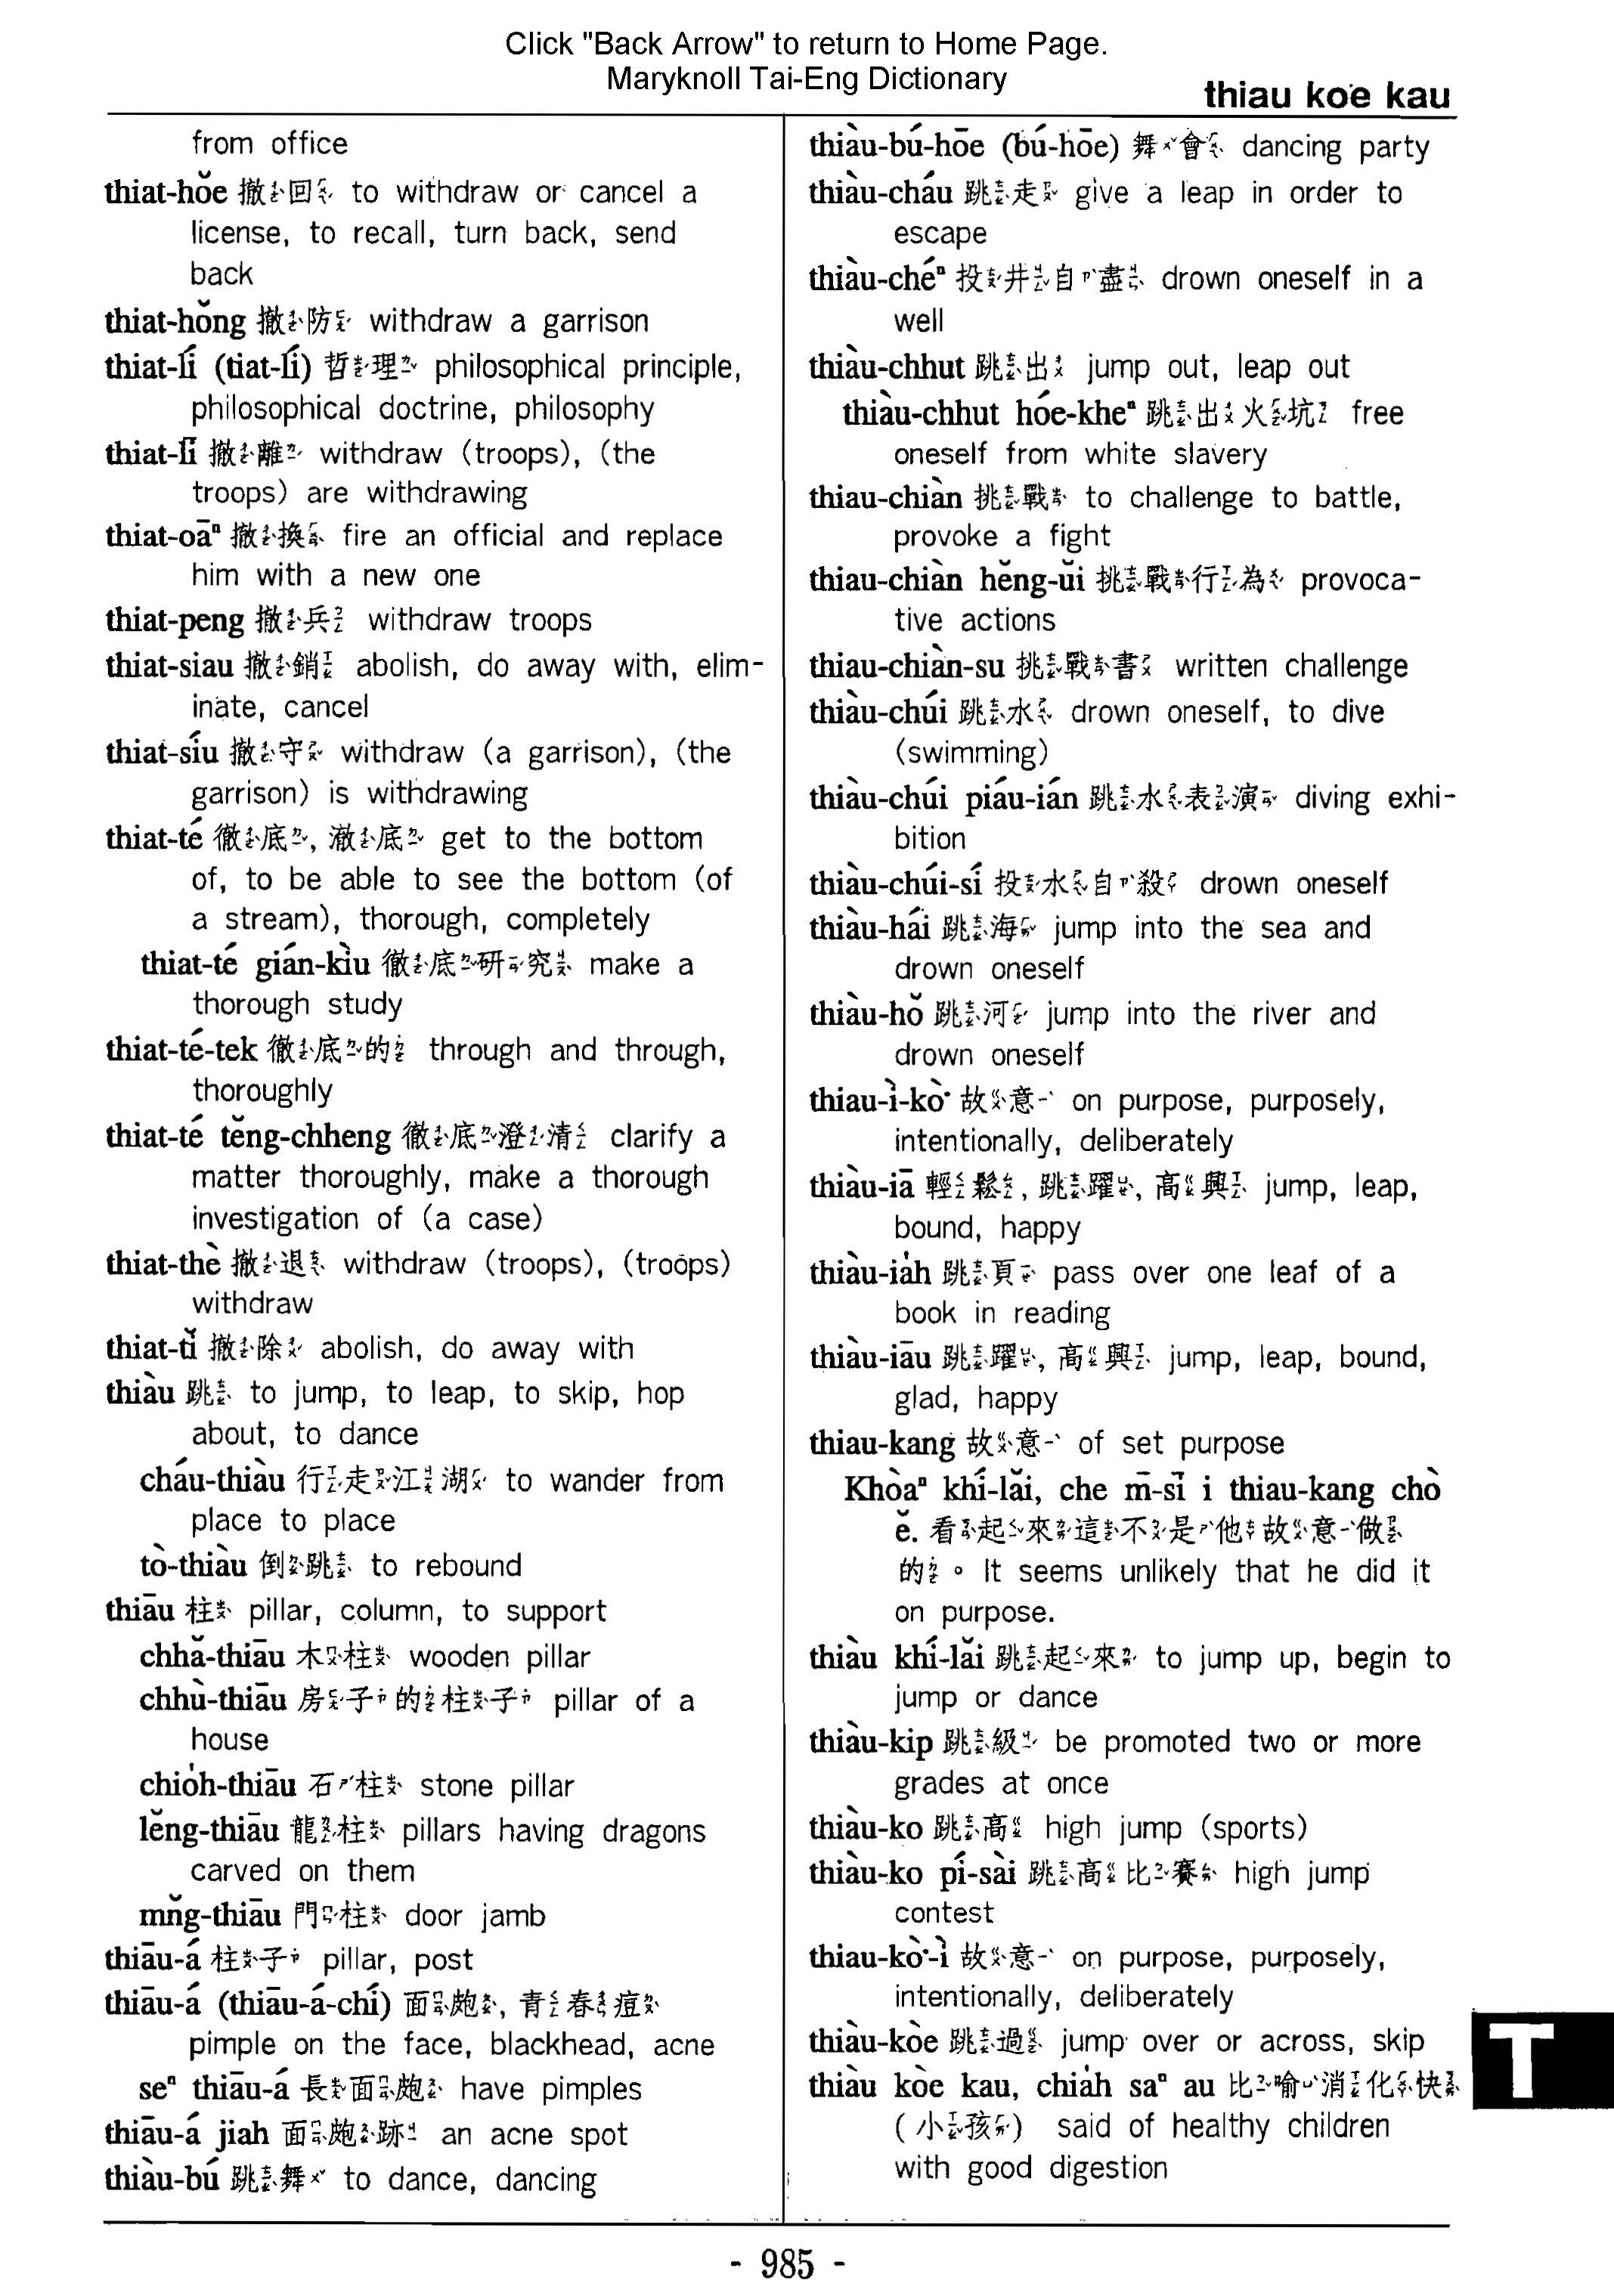 Click "Back Arrow" to return to Home Page.
Maryknoll Tai-Eng Dictionary
thiau koe kau
from office
thiat-hŏe 撤回 to withdraw or cancel a
license, to recall, turn back, send
back
thiat-hŏng 撤防 withdraw a garrison
thiat-lí (tiat-lí) 哲理 philosophical principle,
philosophical doctrine, philosophy
thiat-lī 撤離 withdraw (troops), (the
troops) are withdrawing
thiat-oāⁿ 撤換 fire an official and replace
him with a new one
thiat-peng 撤兵 withdraw troops
thiat-siau 撤銷 abolish, do away with, elim-
inate, cancel
thiat-síu 撤守 withdraw (a garrison), (the
garrison) is withdrawing
thiat-té 徹底, 澈底 get to the bottom
of, to be able to see the bottom (of
a stream), thorough, completely
thiat-té gián-kìu 徹底研究 make a
thorough study
thiat-té-tek 徹底的 through and through,
thoroughly
thiat-té tĕng-chheng 徹底澄清 clarify a
matter thoroughly, make a thorough
investigation of (a case)
thiat-thè 撤退 withdraw (troops), (troops)
withdraw
thiat-tĭ 撤除 abolish, do away with
thiàu 跳 to jump, to leap, to skip, hop
about, to dance
cháu-thiàu 行走江湖 to wander from
place to place
tò-thiàu 倒跳 to rebound
thiāu 柱 pillar, column, to support
chhă-thiāu 木柱 wooden pillar
chhù-thiāu 房子的柱子 pillar of a
house
chio̍h-thiāu 石柱 stone pillar
lĕng-thiāu 龍柱 pillars having dragons
carved on them
mn̆g-thiāu 門柱 door jamb
thiāu-á 柱子 pillar, post
thiāu-á (thiāu-á-chí) 面皰, 青春痘
pimple on the face, blackhead, acne
seⁿ thiāu-á 長面皰 have pimples
thiāu-á jiah 面皰跡 an acne spot
thiàu-bú 跳舞 to dance, dancing
thiàu-bú-hōe (bú-hōe) 舞會 dancing party
thiàu-cháu 跳走 give a leap in order to
escape
thiàu-chéⁿ 投井自盡 drown oneself in a
well
thiàu-chhut 跳出 jump out, leap out
thiàu-chhut hóe-kheⁿ 跳出火坑 free
oneself from white slavery
thiau-chiàn 挑戰 to challenge to battle,
provoke a fight
thiau-chiàn hĕng-ŭi 挑戰行為 provoca-
tive actions
thiau-chiàn-su 挑戰書 written challenge
thiàu-chúi 跳水 drown oneself, to dive
(swimming)
thiàu-chúi piáu-ián 跳水表演 diving exhi-
bition
thiàu-chúi-sí 投水自殺 drown oneself
thiàu-hái 跳海 jump into the sea and
drown oneself
thiàu-hŏ 跳河 jump into the river and
drown oneself
thiau-ì-kò͘ 故意 on purpose, purposely,
intentionally, deliberately
thiàu-iā 輕鬆, 跳躍, 高興 jump, leap,
bound, happy
thiàu-ia̍h 跳頁 pass over one leaf of a
book in reading
thiàu-iāu 跳躍, 高興 jump, leap, bound,
glad, happy
thiau-kang 故意 of set purpose
Khòaⁿ khí-lăi, che m̄-sī i thiau-kang chò
ĕ. 看起來這不是他故意做
的。 It seems unlikely that he did it
on purpose.
thiàu khí-lăi 跳起來 to jump up, begin to
jump or dance
thiàu-kip 跳級 be promoted two or more
grades at once
thiàu-ko 跳高 high jump (sports)
thiàu-ko pí-sài 跳高比賽 high jump
contest
thiau-kò͘-ì 故意 on purpose, purposely,
intentionally, deliberately
thiàu-kòe 跳過 jump over or across, skip
thiàu kòe kau, chia̍h saⁿ au 比喻消化快
(小孩) said of healthy children
with good digestion
T
- 985 -